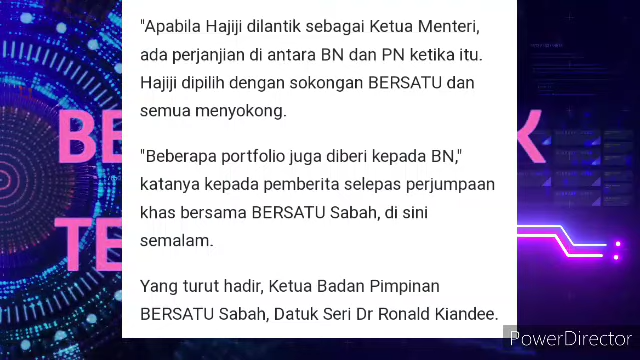 "Apabila Hajiji dilantik sebagai Ketua Menteri,
ada perjanjian di antara BN dan PN ketika itu.
Hajiji dipilih dengan sokongan BERSATU dan
semua menyokong.
"Beberapa portfolio juga diberi kepada BN,"
katanya kepada pemberita selepas perjumpaan
khas bersama BERSATU Sabah, di sini
semalam.
Yang turut hadir, Ketua Badan Pimpinan
BERSATU Sabah, Datuk Seri Dr Ronald Kiandee.
PowerDirector